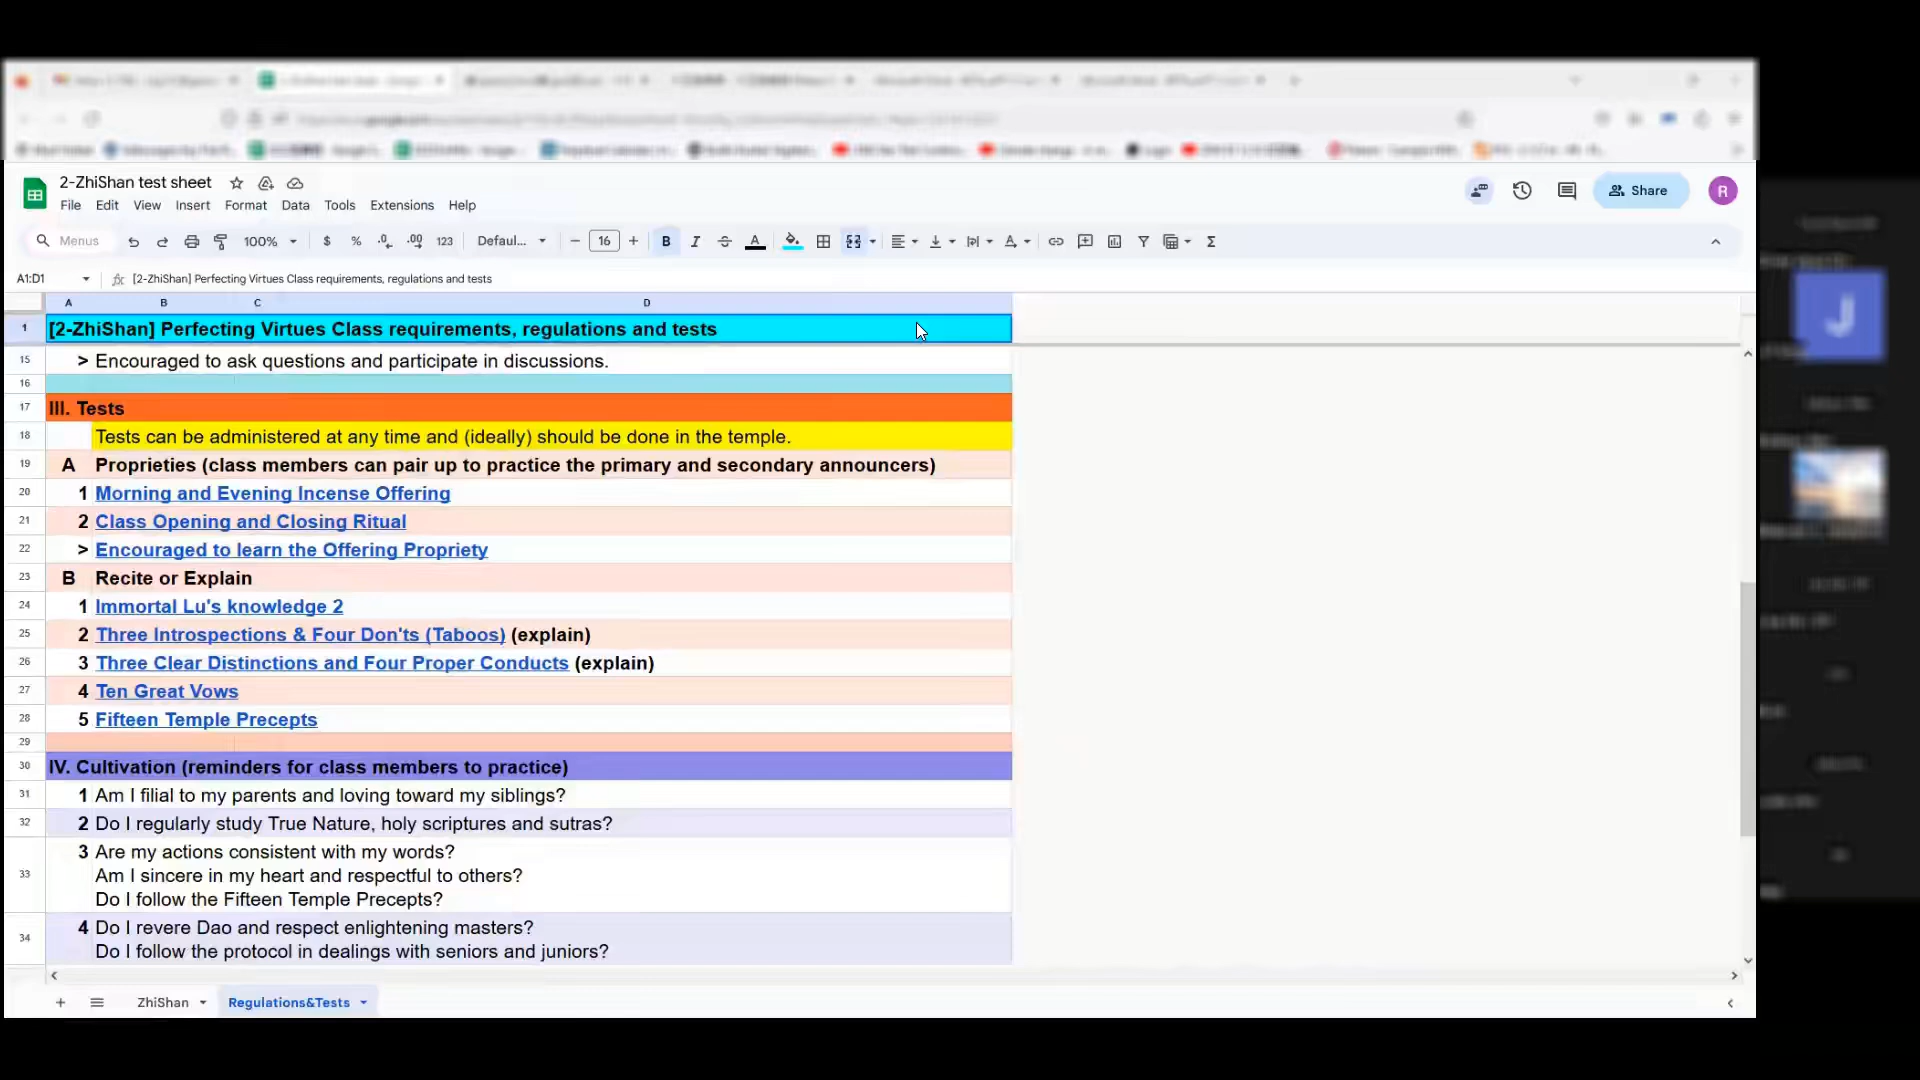 2-ZhiShan test sheet
File Edit View Insert Format Data Tools Extensions Help
Share
R
Menus 100% $ % .0 .00 123 Defaul... 16 B I A Σ
A1:D1 fx [2-ZhiShan] Perfecting Virtues Class requirements, regulations and tests
A B C D
1 [2-ZhiShan] Perfecting Virtues Class requirements, regulations and tests
15 > Encouraged to ask questions and participate in discussions.
16
17 III. Tests
18 Tests can be administered at any time and (ideally) should be done in the temple.
19 A Proprieties (class members can pair up to practice the primary and secondary announcers)
20 1 Morning and Evening Incense Offering
21 2 Class Opening and Closing Ritual
22 > Encouraged to learn the Offering Propriety
23 B Recite or Explain
24 1 Immortal Lu's knowledge 2
25 2 Three Introspections & Four Don'ts (Taboos) (explain)
26 3 Three Clear Distinctions and Four Proper Conducts (explain)
27 4 Ten Great Vows
28 5 Fifteen Temple Precepts
29
30 IV. Cultivation (reminders for class members to practice)
31 1 Am I filial to my parents and loving toward my siblings?
32 2 Do I regularly study True Nature, holy scriptures and sutras?
33 3 Are my actions consistent with my words?
Am I sincere in my heart and respectful to others?
Do I follow the Fifteen Temple Precepts?
34 4 Do I revere Dao and respect enlightening masters?
Do I follow the protocol in dealings with seniors and juniors?
ZhiShan Regulations&Tests
J